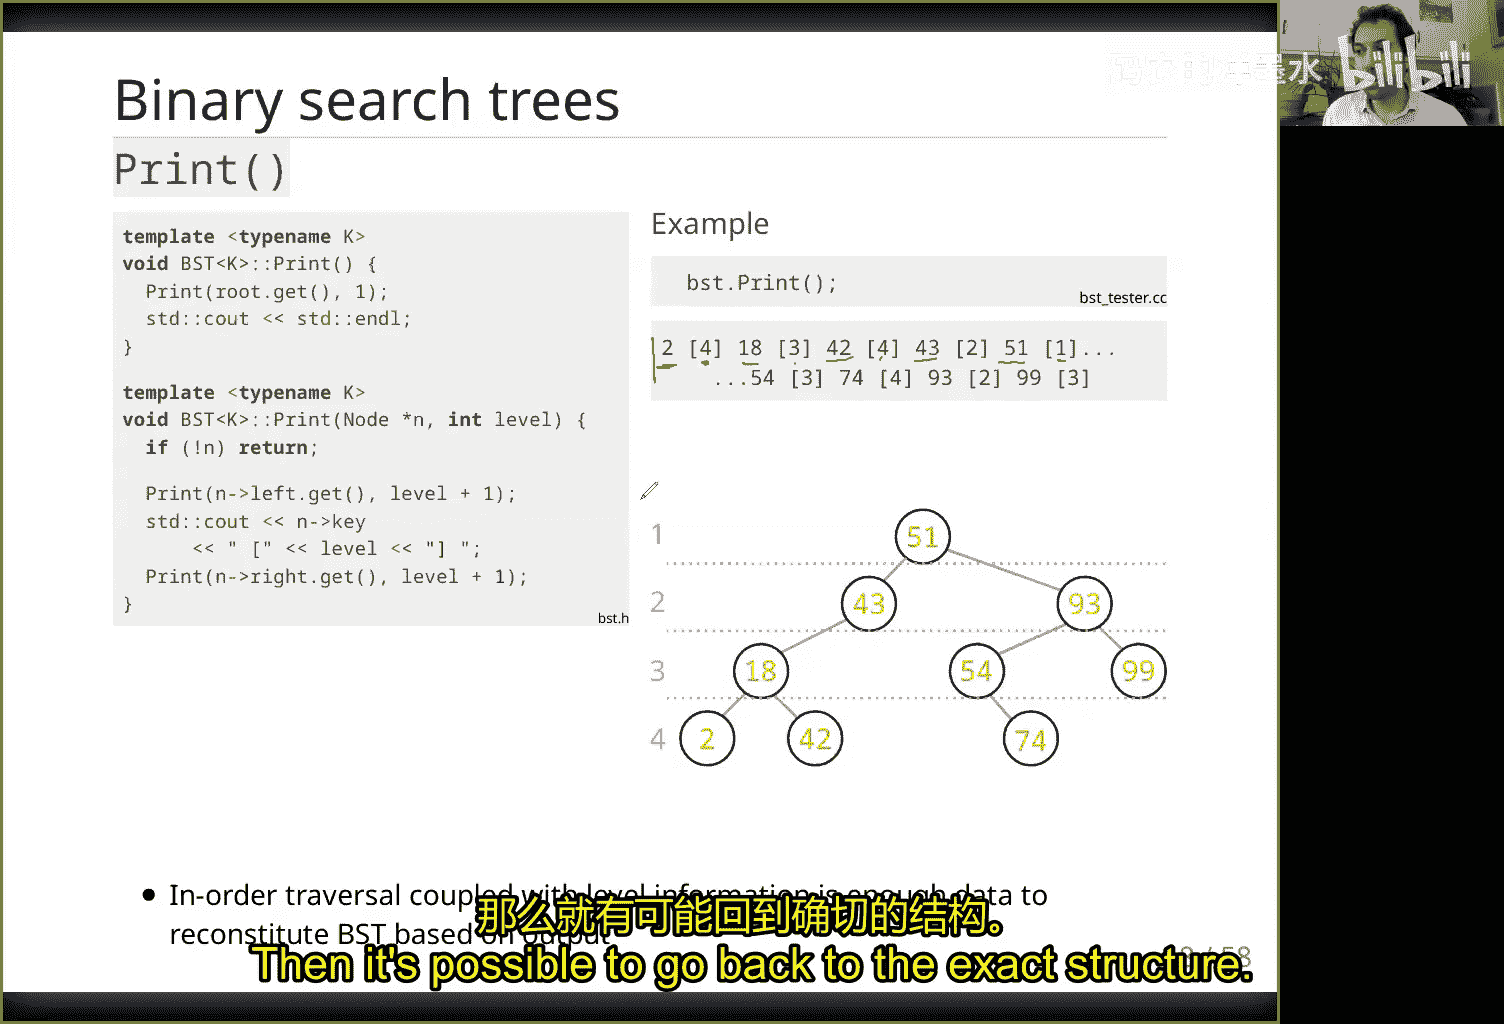 Binary search trees
Print()
template <typename K>
void BST<K>::Print() {
Print(root.get(), 1);
std::cout << std::endl;
}
template <typename K>
void BST<K>::Print(Node *n, int level) {
if (!n) return;
Print(n->left.get(), level + 1);
std::cout << n->key
<< " [" << level << "] ";
Print(n->right.get(), level + 1);
}
bst.h
Example
bst.Print();
bst_tester.cc
2 [4] 18 [3] 42 [4] 43 [2] 51 [1]...
...54 [3] 74 [4] 93 [2] 99 [3]
1
51
2
43
93
3
18
54
99
4
2
42
74
In-order traversal coupled with level information is enough data to
reconstitute BST based on output
那么就有可能回到确切的结构。
Then it's possible to go back to the exact structure.
水 bilibili